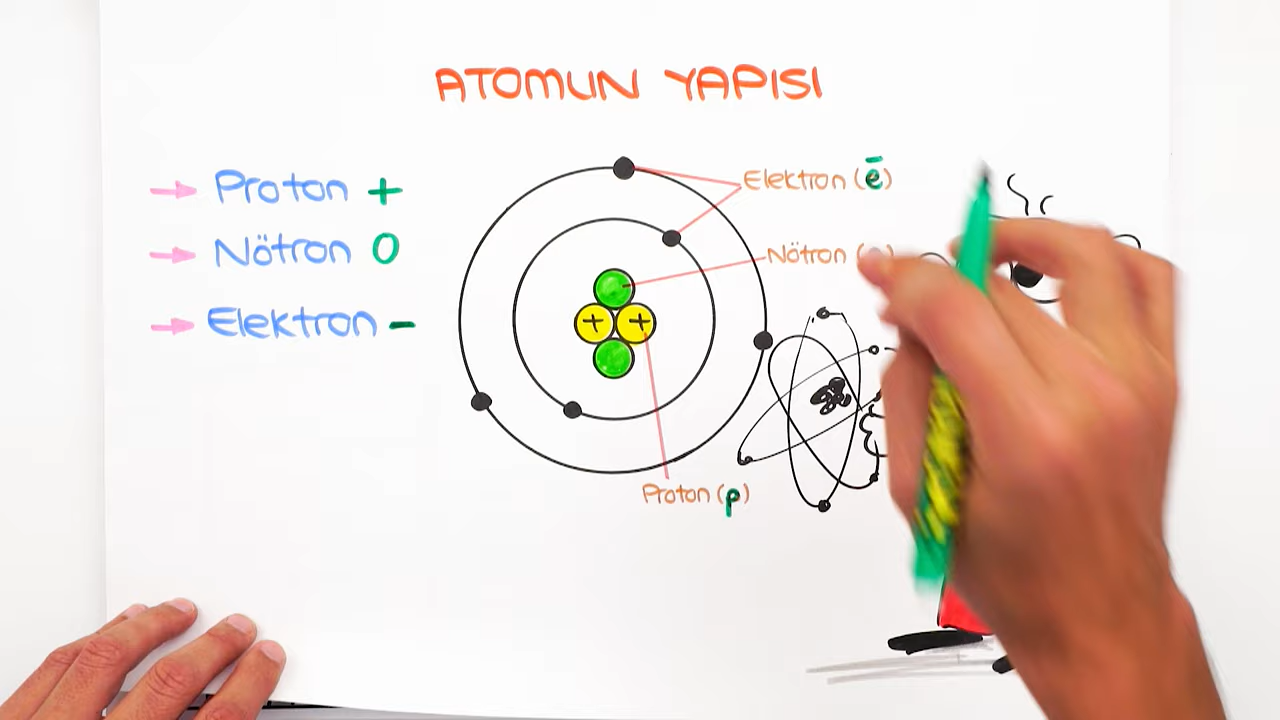 ATOMUN YAPISI
Proton +
Nötron 0
Elektron -
Elektron (e̅)
Nötron (
+ +
Proton (p)